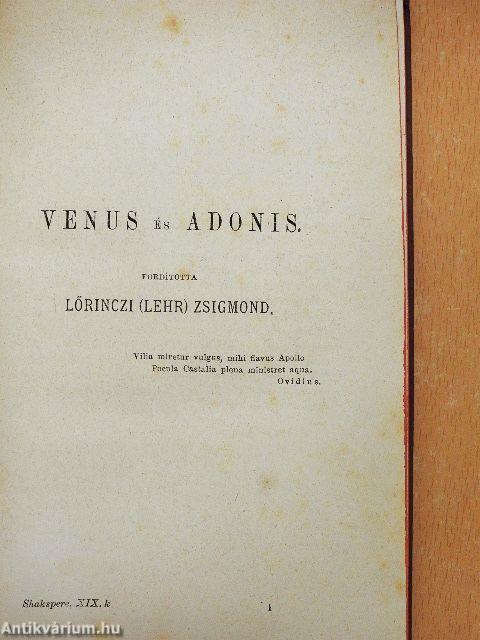 VENUS ÉS ADONIS.
FORDITOTTA
LŐRINCZI (LEHR) ZSIGMOND.
Vilia miretur vulgus, mihi flavus Apollo
Pocula Castalia plena ministret aqua.
Ovidius.
Shakspere, XIX. k
1
Antikvárium.hu